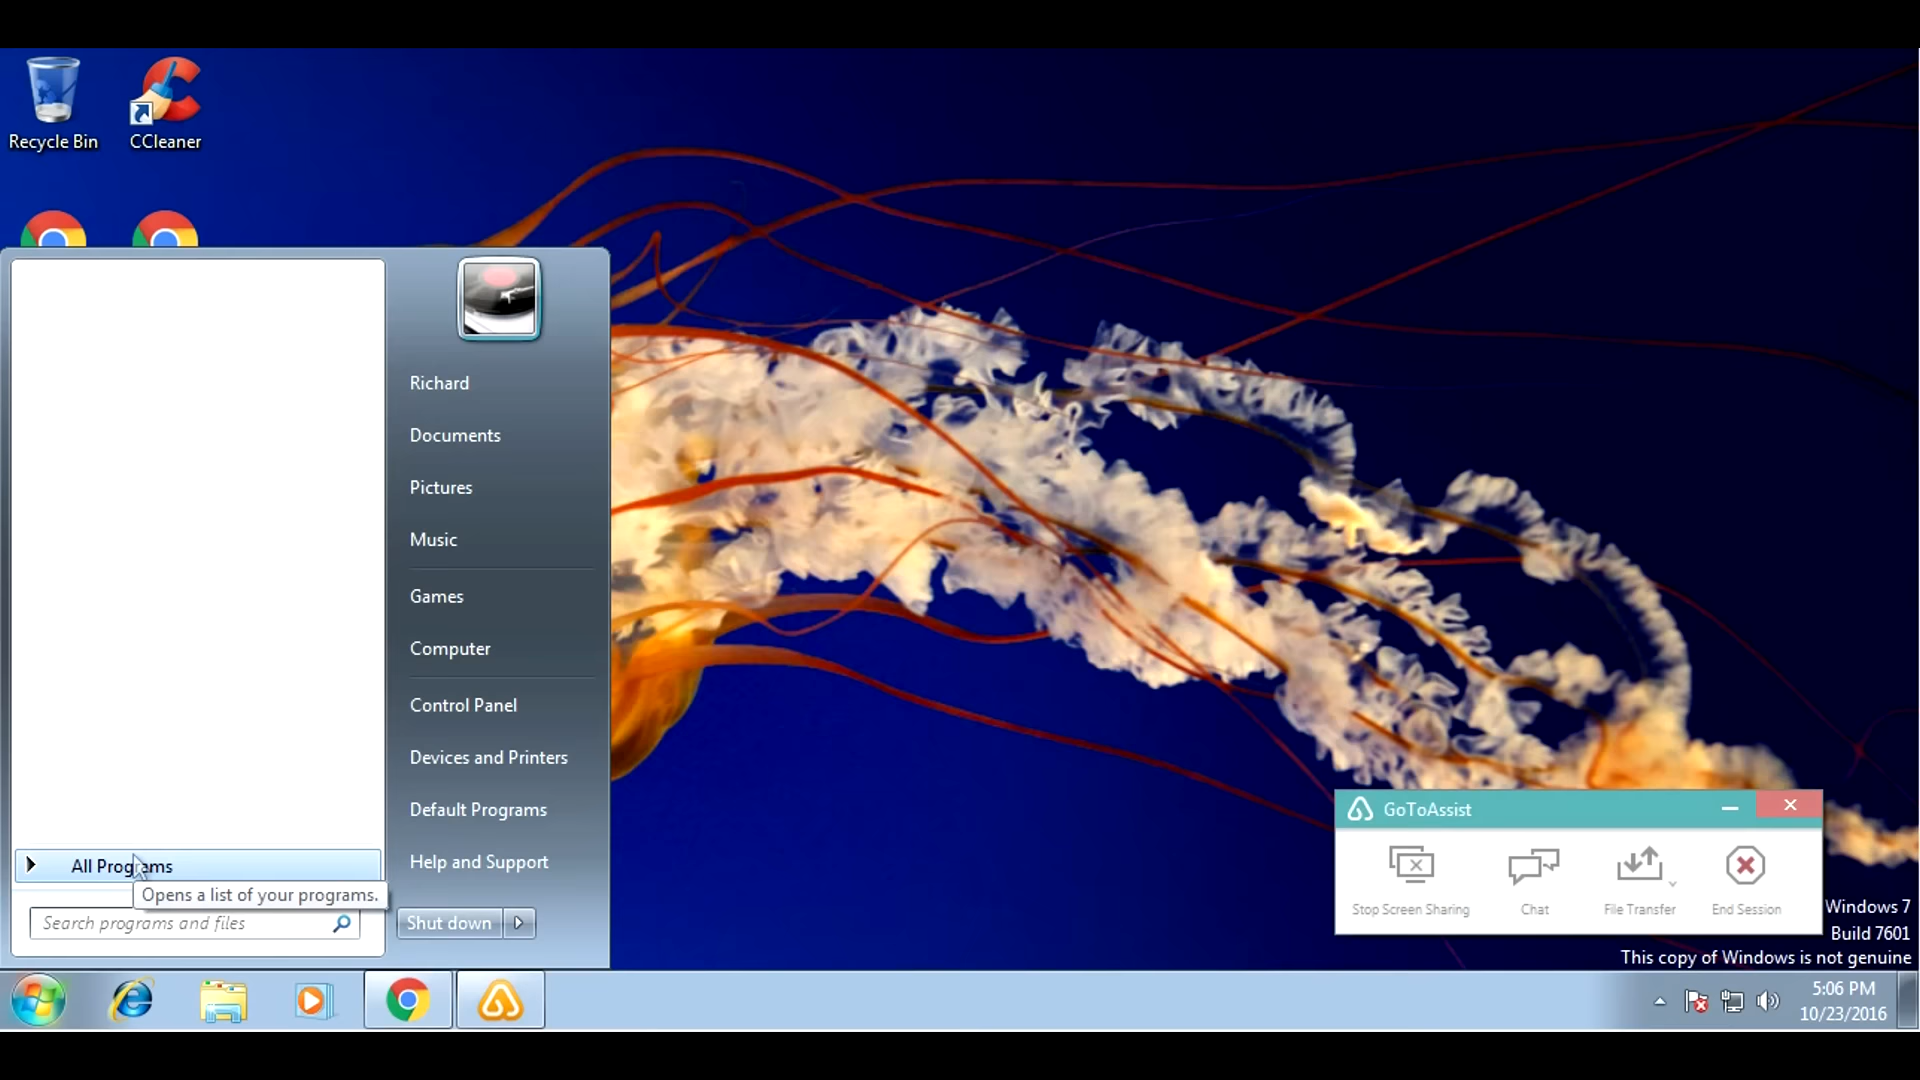 Recycle Bin
CCleaner
Richard
Documents
Pictures
Music
Games
Computer
Control Panel
Devices and Printers
Default Programs
Help and Support
All Programs
Opens a list of your programs.
Search programs and files
Shut down
GoToAssist
Stop Screen Sharing
Chat
File Transfer
End Session
Windows 7
Build 7601
This copy of Windows is not genuine
5:06 PM
10/23/2016